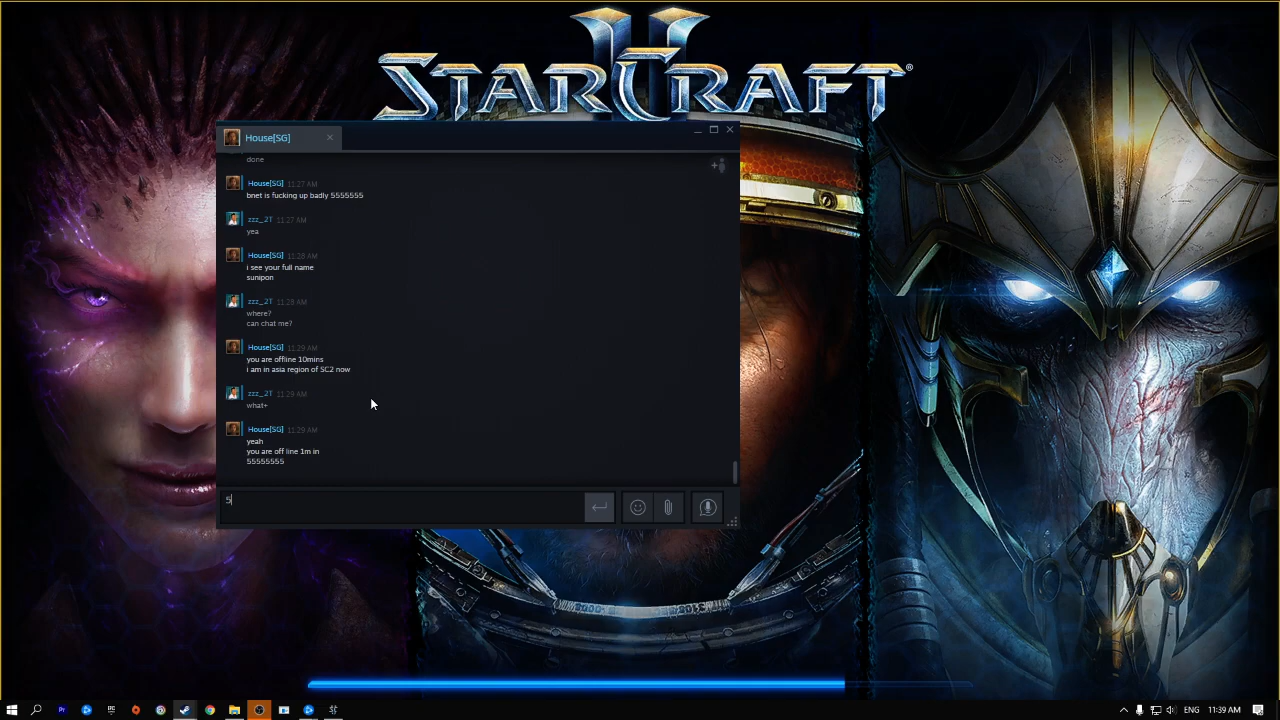 II
STARCRAFT®
House[SG]
done
House[SG] 11:27 AM
bnet is fucking up badly 5555555
zzz_2T 11:27 AM
yea
House[SG] 11:28 AM
i see your full name
sunipon
zzz_2T 11:28 AM
where?
can chat me?
House[SG] 11:29 AM
you are offline 10mins
i am in asia region of SC2 now
zzz_2T 11:29 AM
what+
House[SG] 11:29 AM
yeah
you are off line 1m in
55555555
5
ENG 11:39 AM